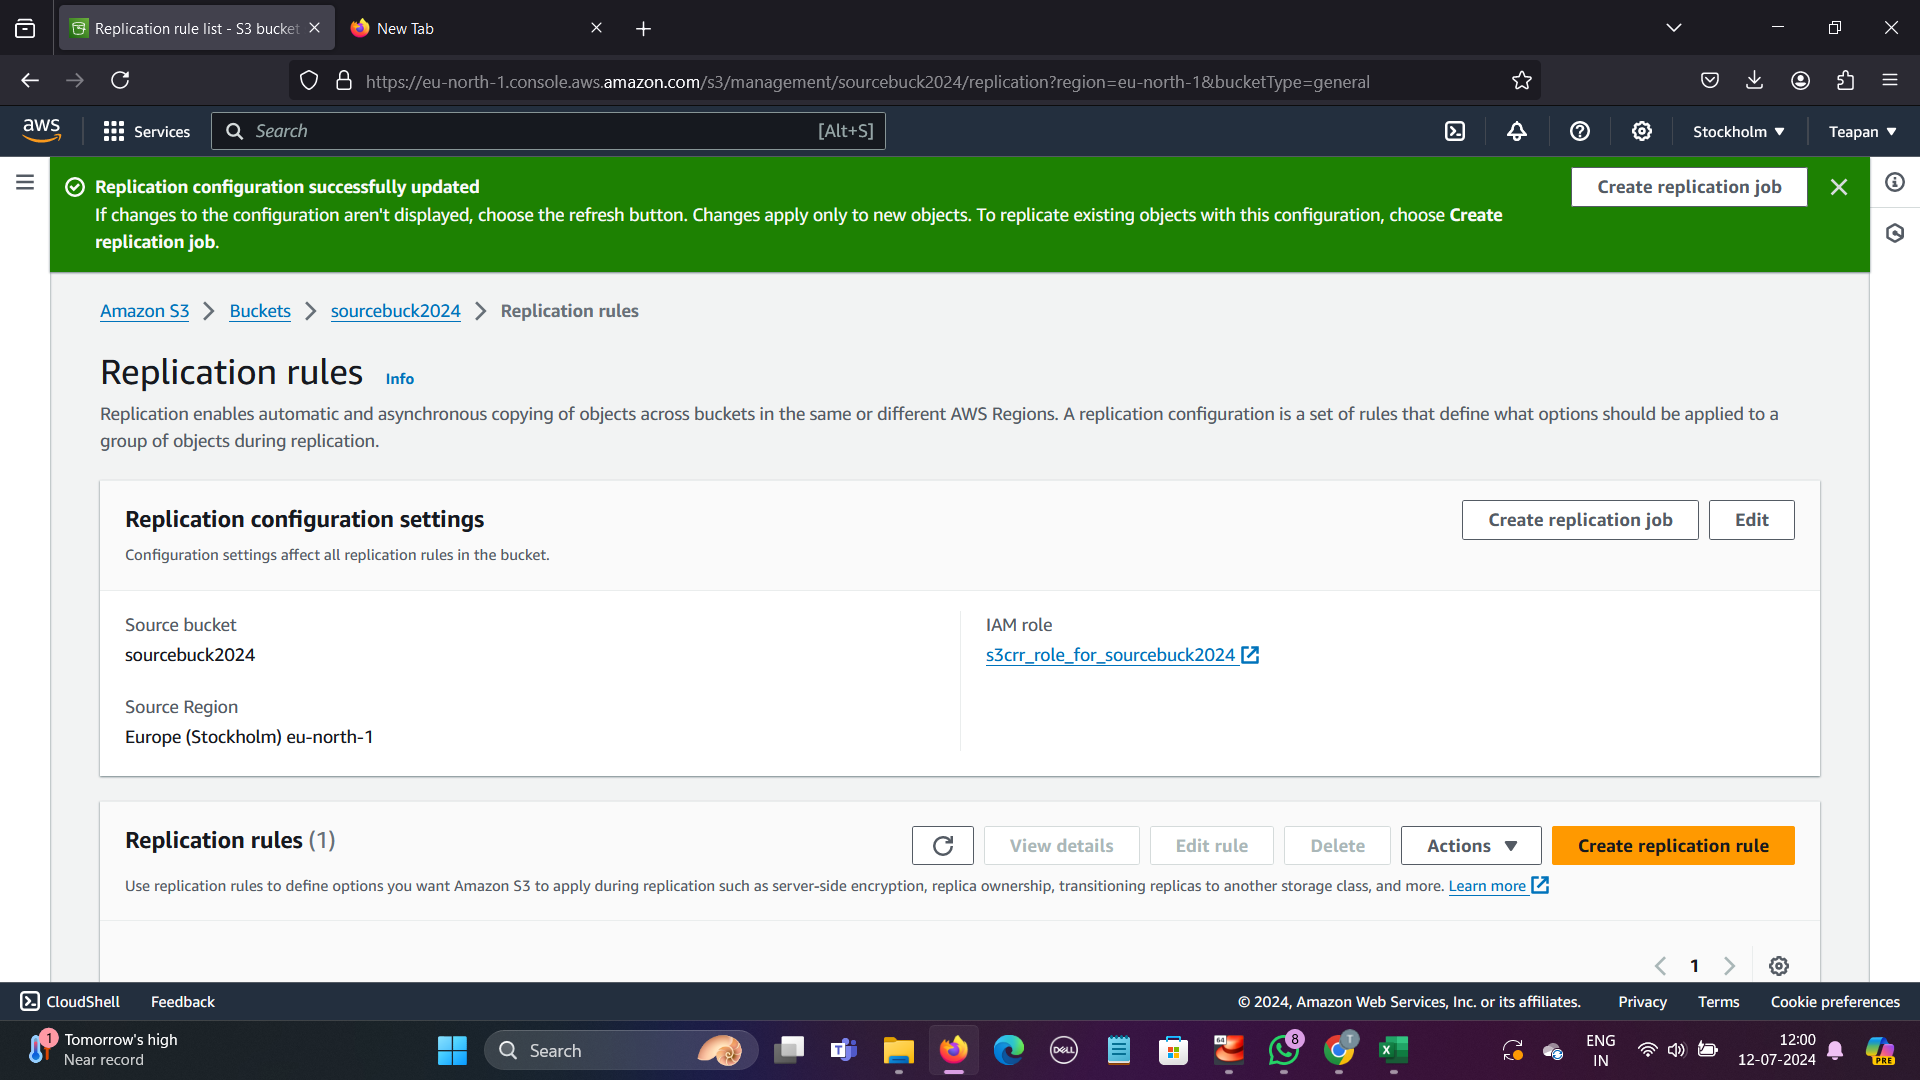 Replication rule list - S3 bucket
New Tab
https://eu-north-1.console.aws.amazon.com/s3/management/sourcebuck2024/replication?region=eu-north-1&bucketType=general
aws
Services
Search
[Alt+S]
Stockholm
Teapan
Replication configuration successfully updated
If changes to the configuration aren't displayed, choose the refresh button. Changes apply only to new objects. To replicate existing objects with this configuration, choose Create
replication job.
Create replication job
Amazon S3
Buckets
sourcebuck2024
Replication rules
Replication rules
Info
Replication enables automatic and asynchronous copying of objects across buckets in the same or different AWS Regions. A replication configuration is a set of rules that define what options should be applied to a
group of objects during replication.
Replication configuration settings
Configuration settings affect all replication rules in the bucket.
Create replication job
Edit
Source bucket
sourcebuck2024
Source Region
Europe (Stockholm) eu-north-1
IAM role
s3crr_role_for_sourcebuck2024
Replication rules (1)
View details
Edit rule
Delete
Actions
Create replication rule
Use replication rules to define options you want Amazon S3 to apply during replication such as server-side encryption, replica ownership, transitioning replicas to another storage class, and more. Learn more
1
CloudShell
Feedback
© 2024, Amazon Web Services, Inc. or its affiliates.
Privacy
Terms
Cookie preferences
1
Tomorrow's high
Near record
Search
DELL
64
8
T
ENG
IN
12:00
12-07-2024
PRE